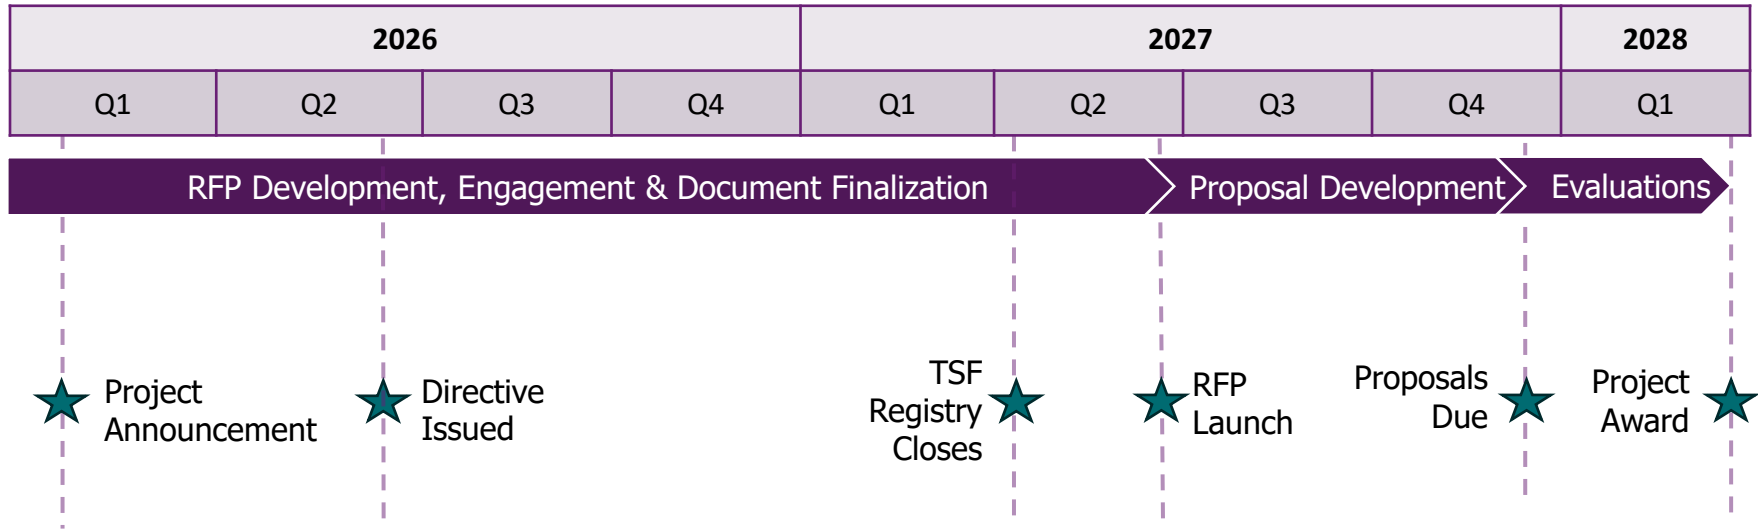 2026
2027
2028
Q1
Q2
Q3
Q4
Q1
Q2
Q3
Q4
Q1
RFP Development, Engagement & Document Finalization
Proposal Development
Evaluations
Project
Announcement
Directive
Issued
TSF
Registry
Closes
RFP
Launch
Proposals
Due
Project
Award